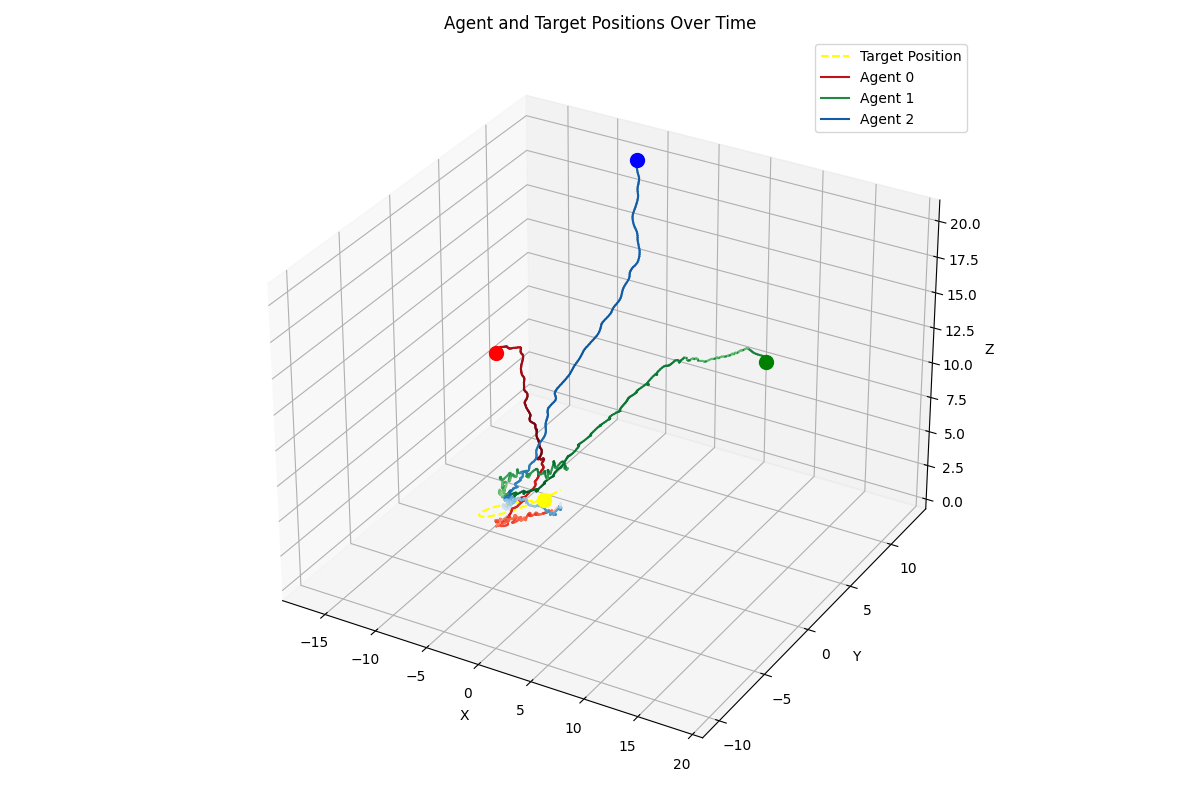 Agent and Target Positions Over Time
Target Position
Agent 0
Agent 1
Agent 2
20.0
17.5
15.0
12.5
10.0
7.5
5.0
2.5
0.0
Z
10
5
0
−5
−10
Y
−15
−10
−5
0
5
10
15
20
X